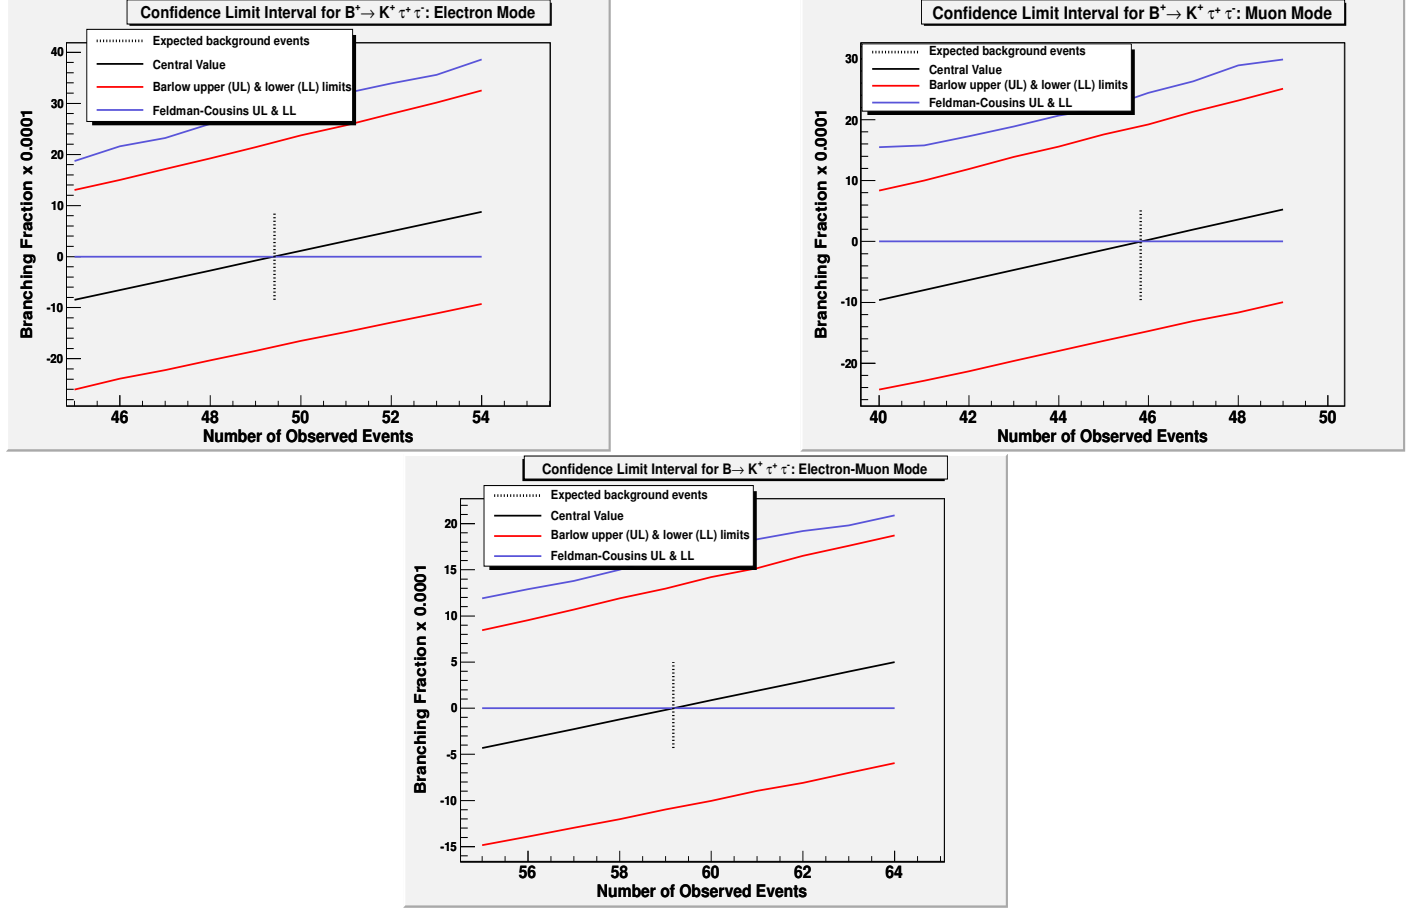 Confidence Limit Interval for B⁺→ K⁺ τ⁺ τ⁻: Electron Mode
Expected background events
Central Value
Barlow upper (UL) & lower (LL) limits
Feldman-Cousins UL & LL
Branching Fraction x 0.0001
40
30
20
10
0
-10
-20
46 48 50 52 54
Number of Observed Events
Confidence Limit Interval for B⁺→ K⁺ τ⁺ τ⁻: Muon Mode
Expected background events
Central Value
Barlow upper (UL) & lower (LL) limits
Feldman-Cousins UL & LL
Branching Fraction x 0.0001
30
20
10
0
-10
-20
40 42 44 46 48 50
Number of Observed Events
Confidence Limit Interval for B→ K⁺ τ⁺ τ⁻: Electron-Muon Mode
Expected background events
Central Value
Barlow upper (UL) & lower (LL) limits
Feldman-Cousins UL & LL
Branching Fraction x 0.0001
20
15
10
5
0
-5
-10
-15
56 58 60 62 64
Number of Observed Events